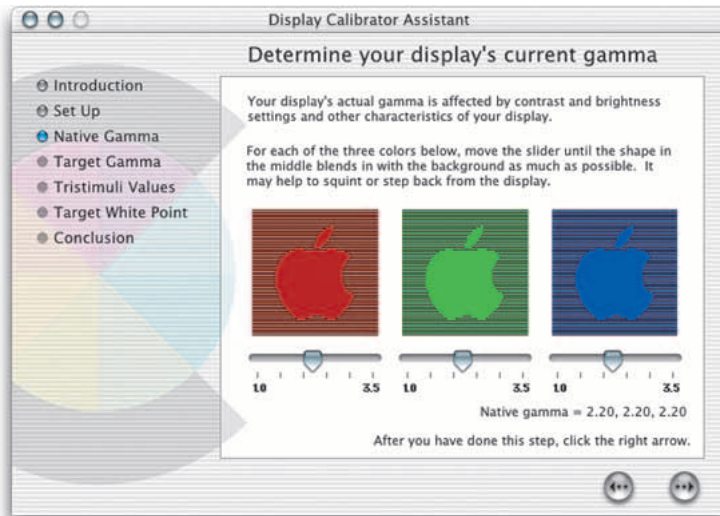 Display Calibrator Assistant
Determine your display's current gamma
Introduction
Set Up
Native Gamma
Target Gamma
Tristimuli Values
Target White Point
Conclusion
Your display's actual gamma is affected by contrast and brightness
settings and other characteristics of your display.
For each of the three colors below, move the slider until the shape in
the middle blends in with the background as much as possible. It
may help to squint or step back from the display.
1.0 3.5 1.0 3.5 1.0 3.5
Native gamma = 2.20, 2.20, 2.20
After you have done this step, click the right arrow.